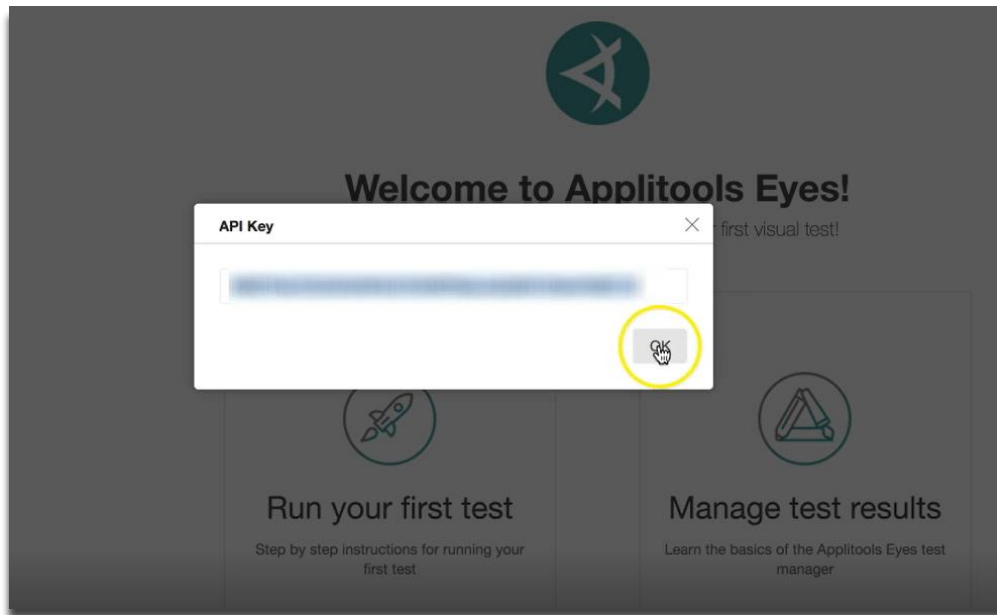 Welcome to Applitools Eyes!
first visual test!
API Key
OK
Run your first test
Step by step instructions for running your
first test
Manage test results
Learn the basics of the Applitools Eyes test
manager